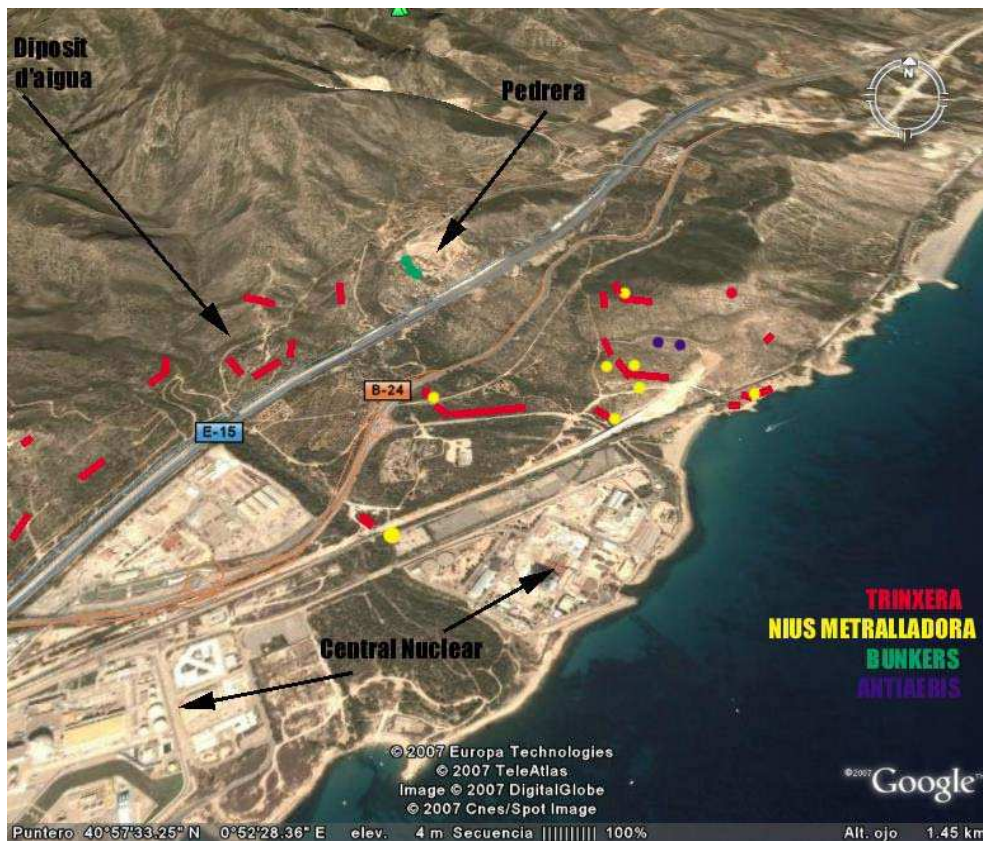 Diposit
d'aigua
Pedrera
N
B-24
E-15
Central Nuclear
TRINXERA
NIUS METRALLADORA
BUNKERS
ANTIAERIS
© 2007 Europa Technologies
© 2007 TeleAtlas
Image © 2007 DigitalGlobe
© 2007 Cnes/Spot Image
©2007 Google™
Puntero 40°57'33.25" N 0°52'28.36" E elev. 4 m Secuencia |||||||||| 100% Alt. ojo 1.45 km